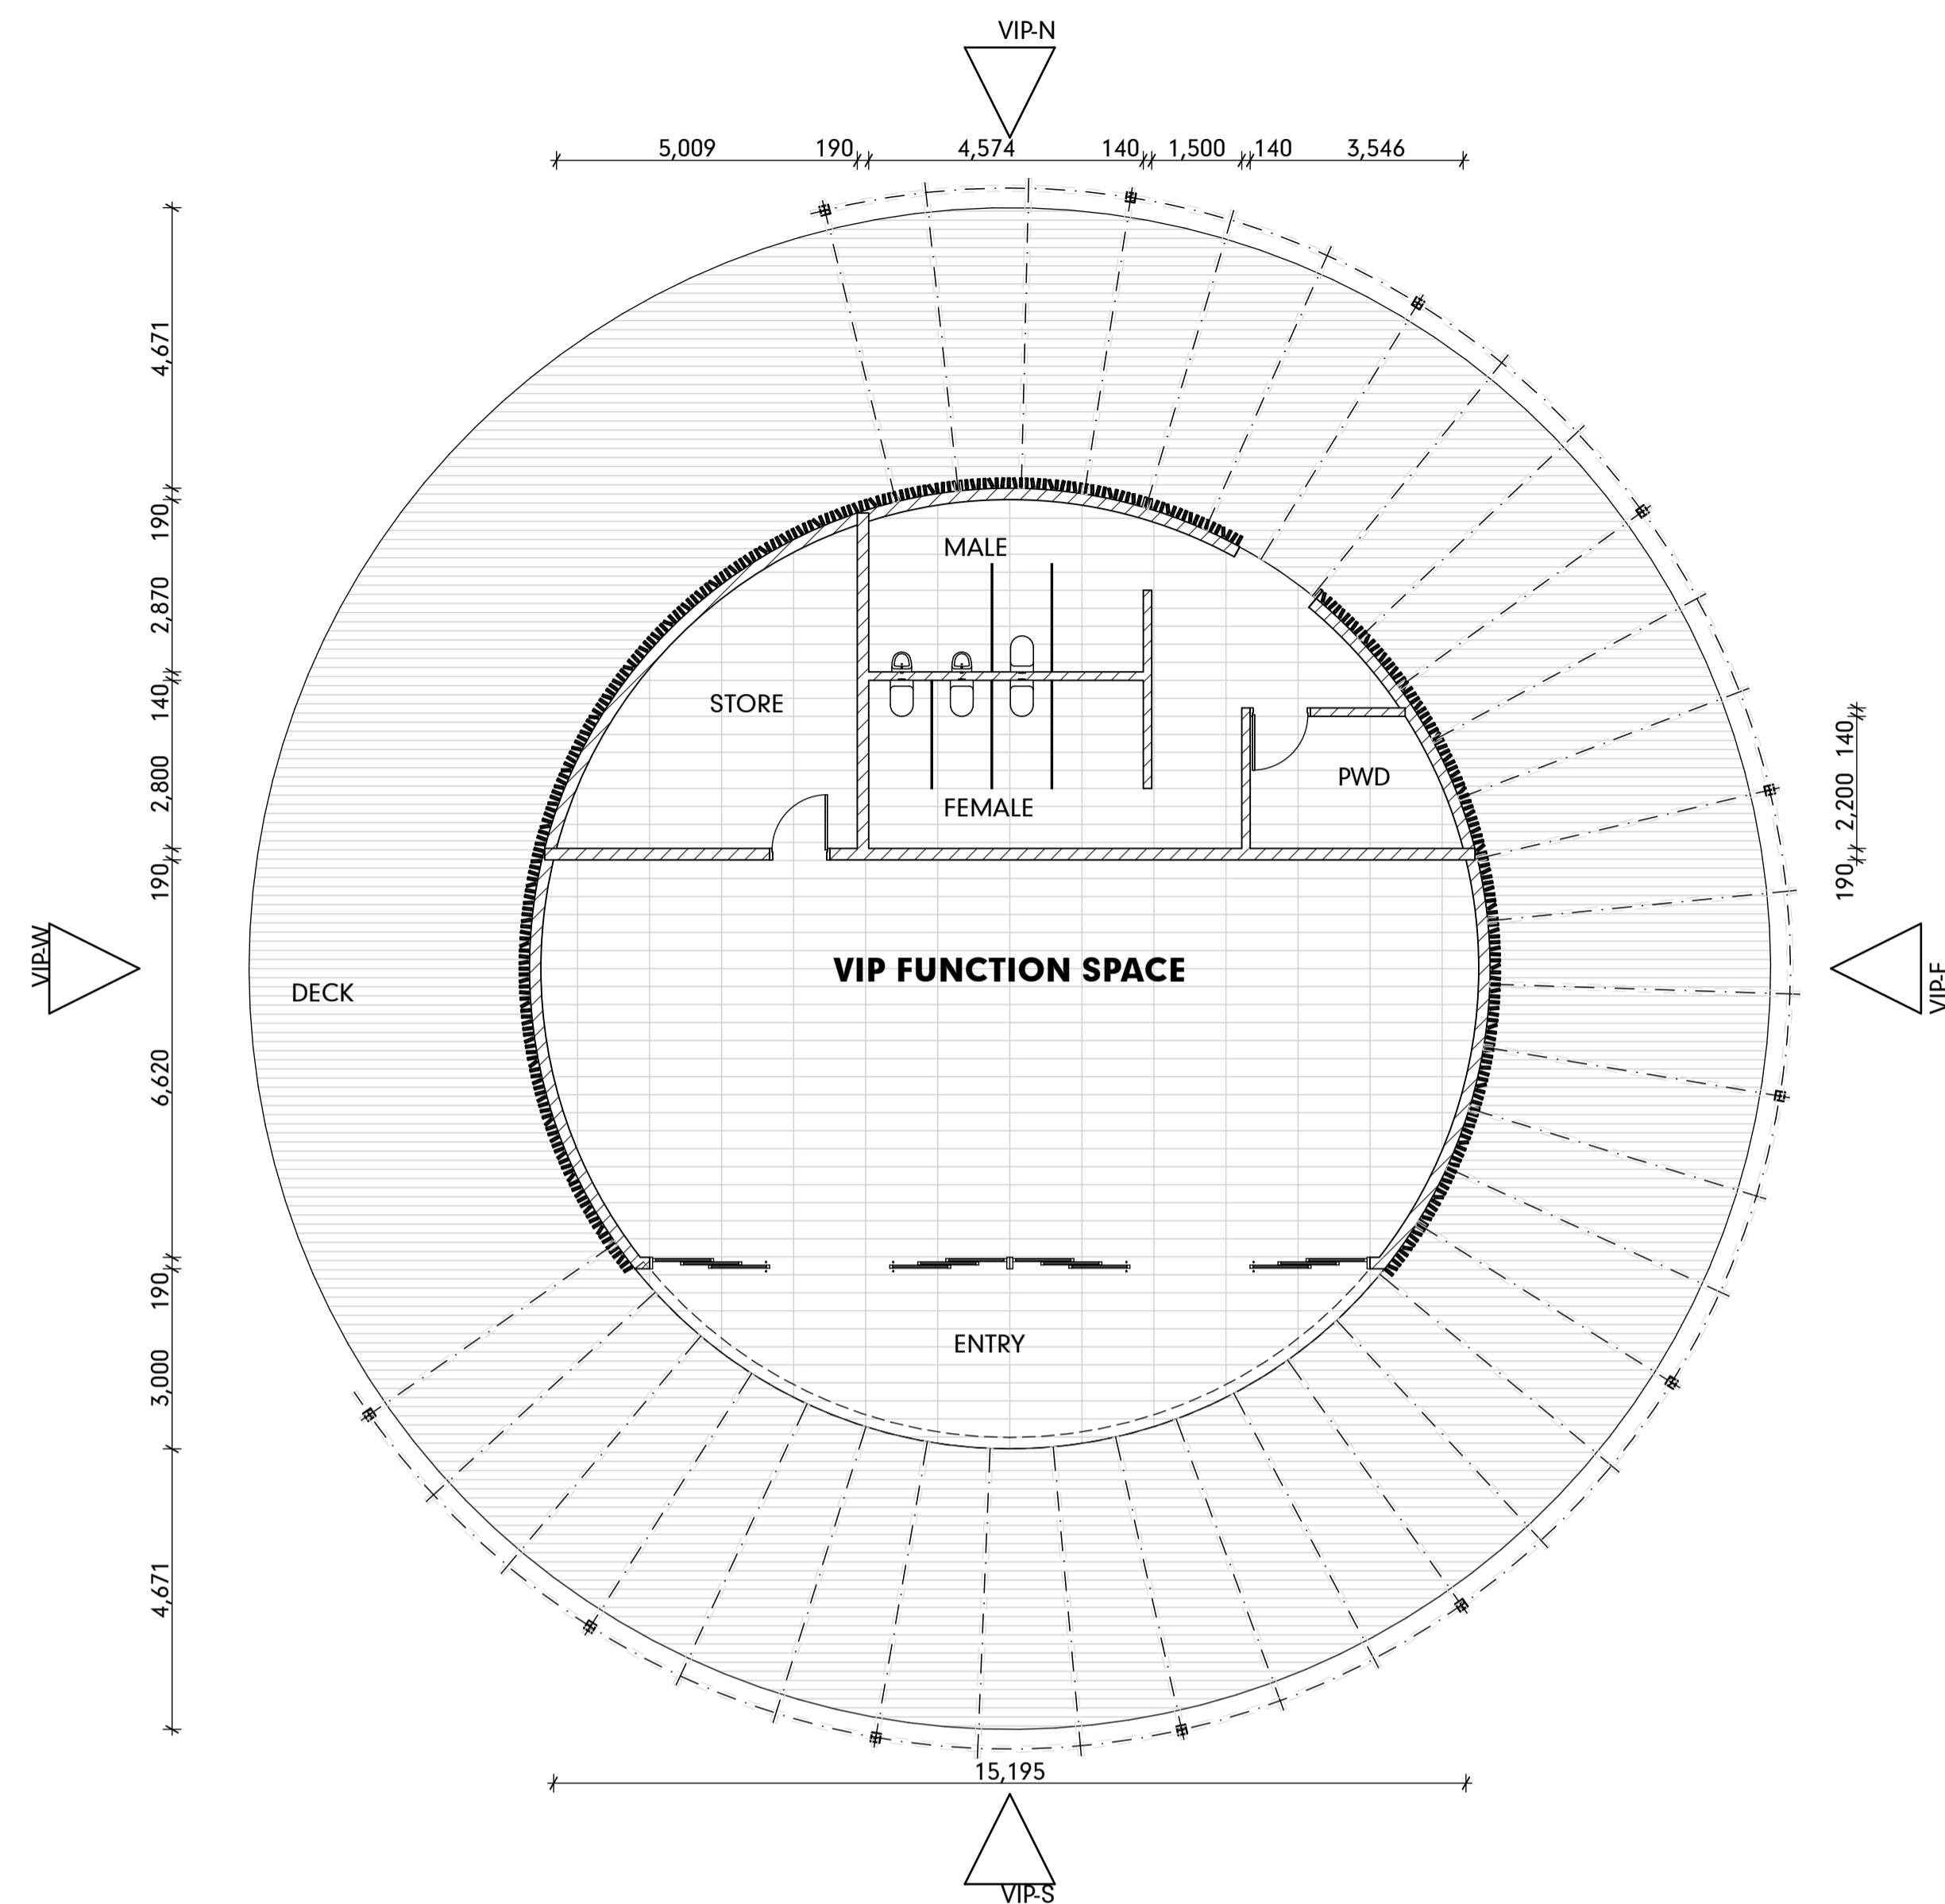 VIP-N
5,009 190 4,574 140 1,500 140 3,546
4,671
190
2,870
140
2,800
190
6,620
190
3,000
4,671
MALE
STORE
FEMALE
PWD
140
2,200
190
VIP-W
DECK
VIP FUNCTION SPACE
VIP-E
ENTRY
15,195
VIP-S